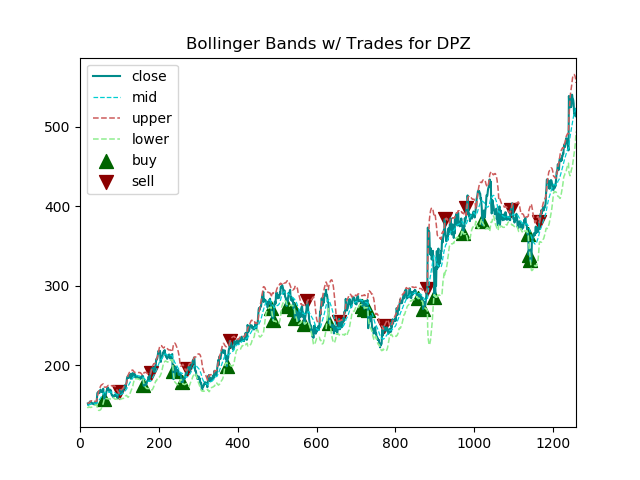 Bollinger Bands w/ Trades for DPZ
close
mid
upper
lower
buy
sell
500
400
300
200
0 200 400 600 800 1000 1200